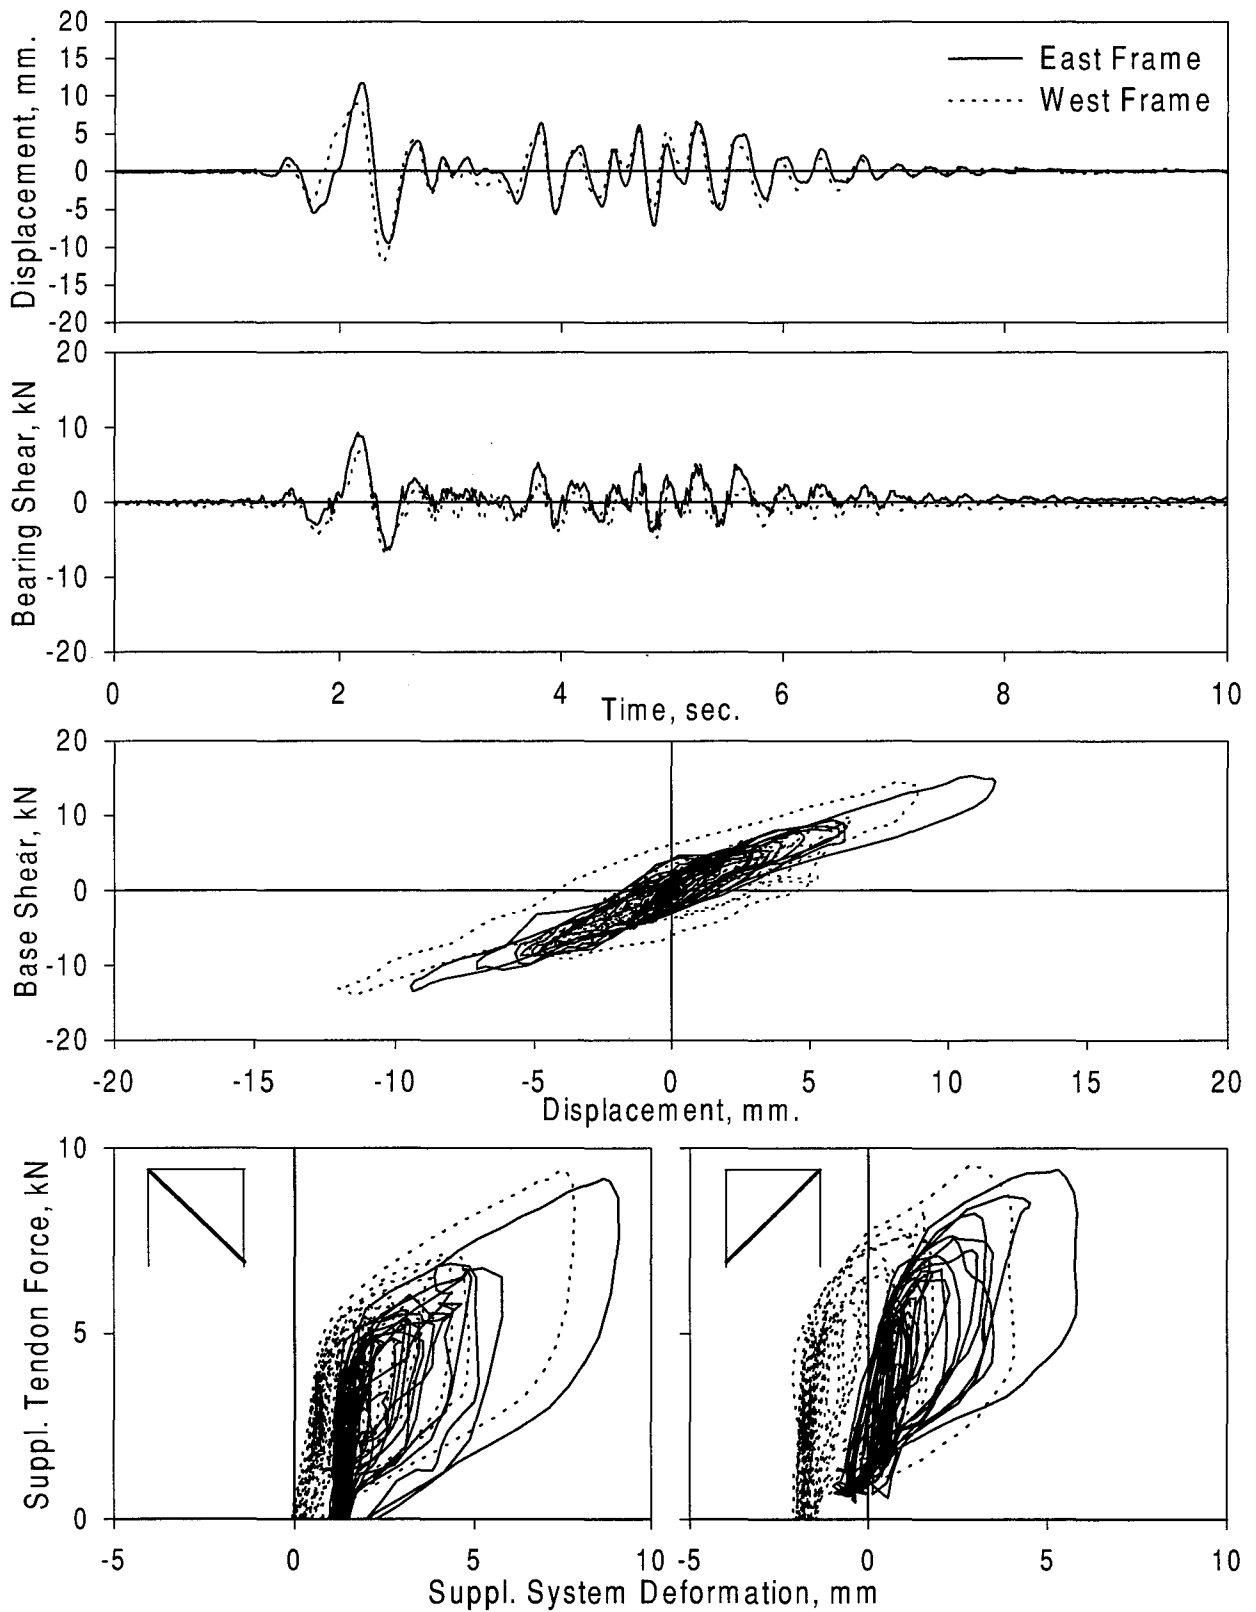 20
15
10
5
0
-5
-10
-15
-20
Displacement, mm.
East Frame
West Frame
20
10
0
-10
-20
Bearing Shear, kN
0 2 4 6 8 10
Time, sec.
20
10
0
-10
-20
Base Shear, kN
-20 -15 -10 -5 0 5 10 15 20
Displacement, mm.
10
5
0
Suppl. Tendon Force, kN
-5 0 5 10 -5 0 5 10
Suppl. System Deformation, mm